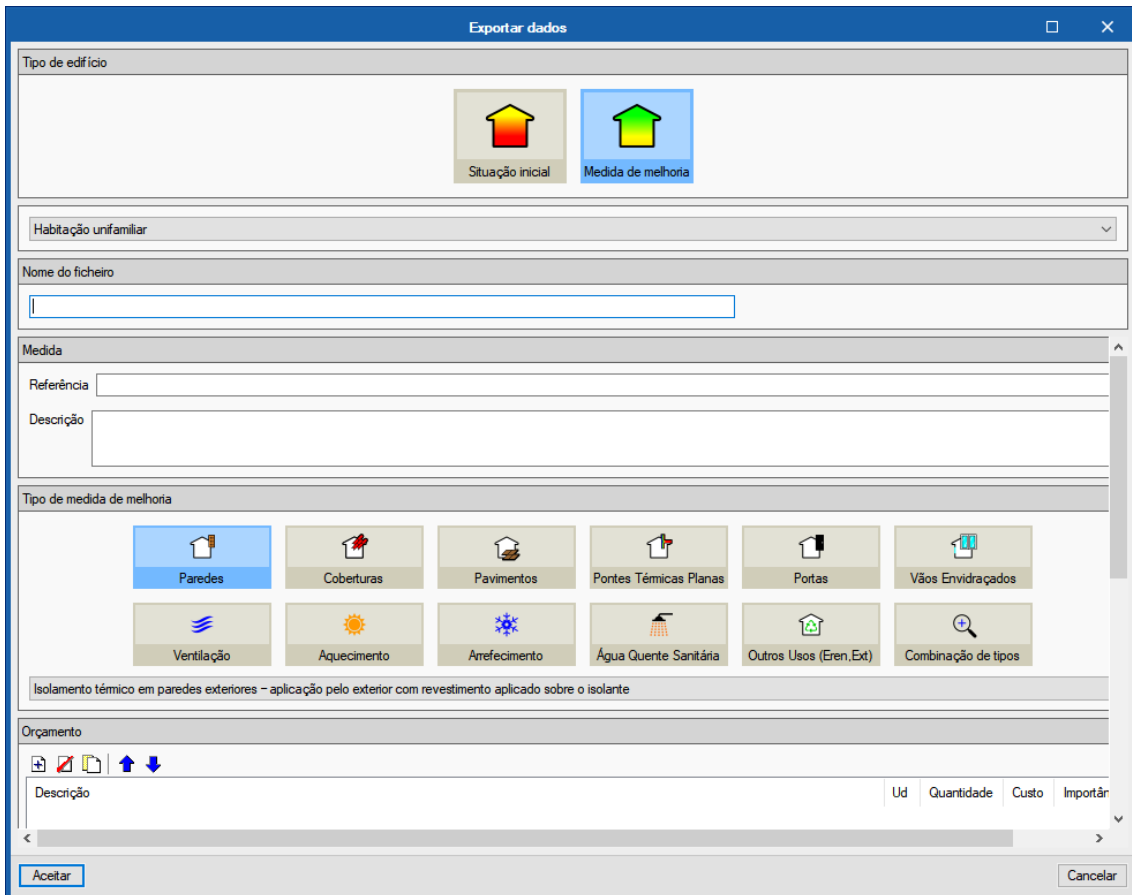 Exportar dados
Tipo de edifício
Situação inicial
Medida de melhoria
Habitação unifamiliar
Nome do ficheiro
Medida
Referência
Descrição
Tipo de medida de melhoria
Paredes
Coberturas
Pavimentos
Pontes Térmicas Planas
Portas
Vãos Envidraçados
Ventilação
Aquecimento
Arrefecimento
Água Quente Sanitária
Outros Usos (Eren,Ext)
Combinação de tipos
Isolamento térmico em paredes exteriores – aplicação pelo exterior com revestimento aplicado sobre o isolante
Orçamento
Descrição Ud Quantidade Custo Importân
Aceitar
Cancelar